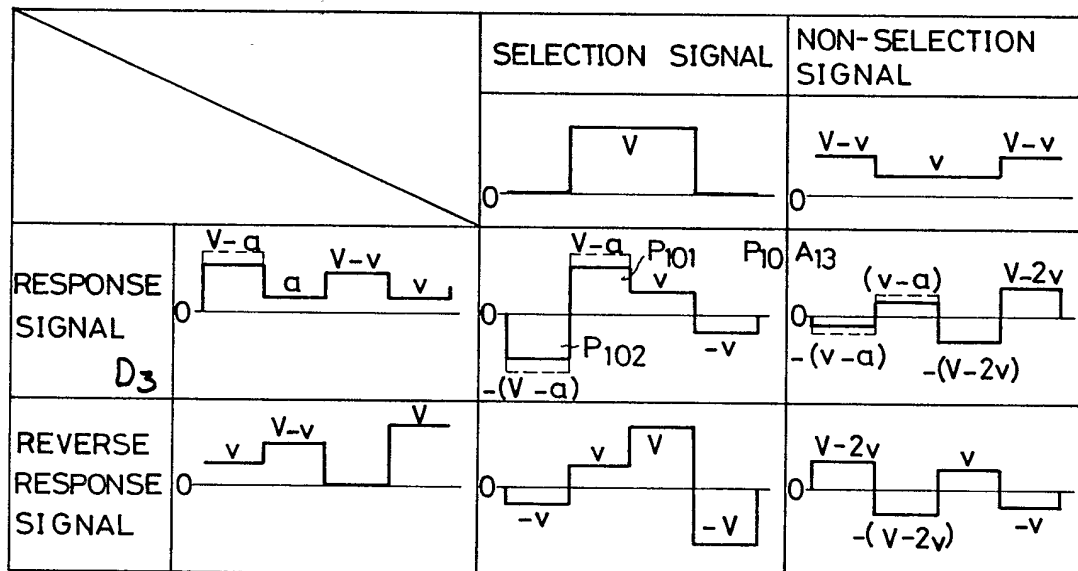 SELECTION SIGNAL
NON-SELECTION
SIGNAL
V
0
V-v
v
V-v
0
RESPONSE
SIGNAL
D3
V-a
a
V-v
v
0
V-a
P101
v
0
P102
-v
-(V-a)
P10
A13
(v-a)
V-2v
0
-(v-a)
-(V-2v)
REVERSE
RESPONSE
SIGNAL
v
V-v
V
0
v
V
0
-v
-V
V-2v
v
0
-(V-2v)
-v